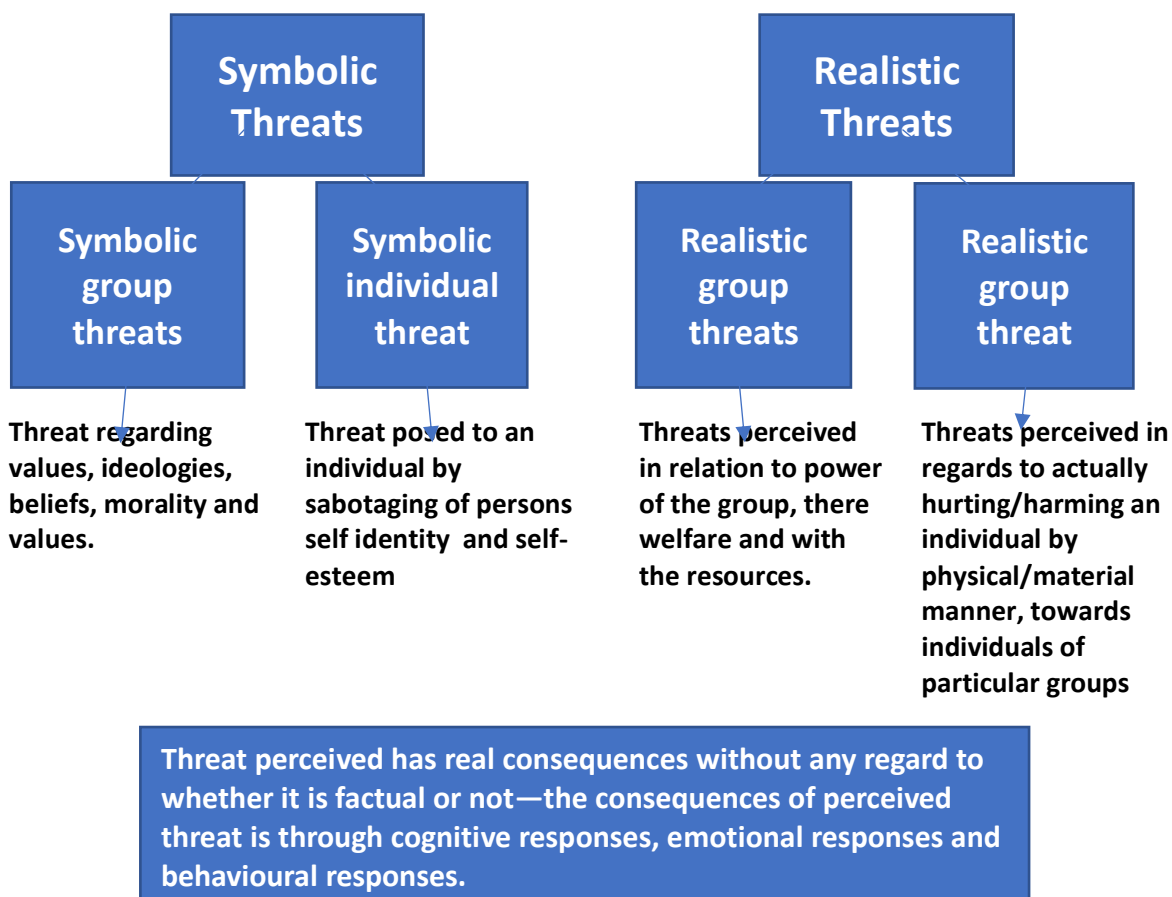 Symbolic
Threats
Realistic
Threats
Symbolic
group
threats
Symbolic
individual
threat
Realistic
group
threats
Realistic
group
threat
Threat regarding
values, ideologies,
beliefs, morality and
values.
Threat posed to an
individual by
sabotaging of persons
self identity and self-
esteem
Threats perceived
in relation to power
of the group, there
welfare and with
the resources.
Threats perceived in
regards to actually
hurting/harming an
individual by
physical/material
manner, towards
individuals of
particular groups
Threat perceived has real consequences without any regard to
whether it is factual or not—the consequences of perceived
threat is through cognitive responses, emotional responses and
behavioural responses.